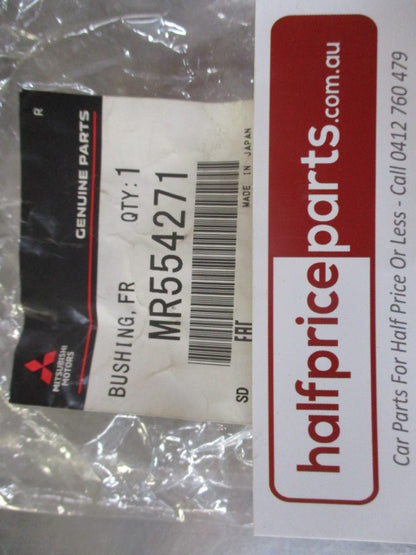 R
GENUINE PARTS
MITSUBISHI
MOTORS
BUSHING, FR QTY: 1
MR554271
MADE IN JAPAN
SD FAT
halfpriceparts.com.au
Car Parts For Half Price Or Less - Call 0412 760 479